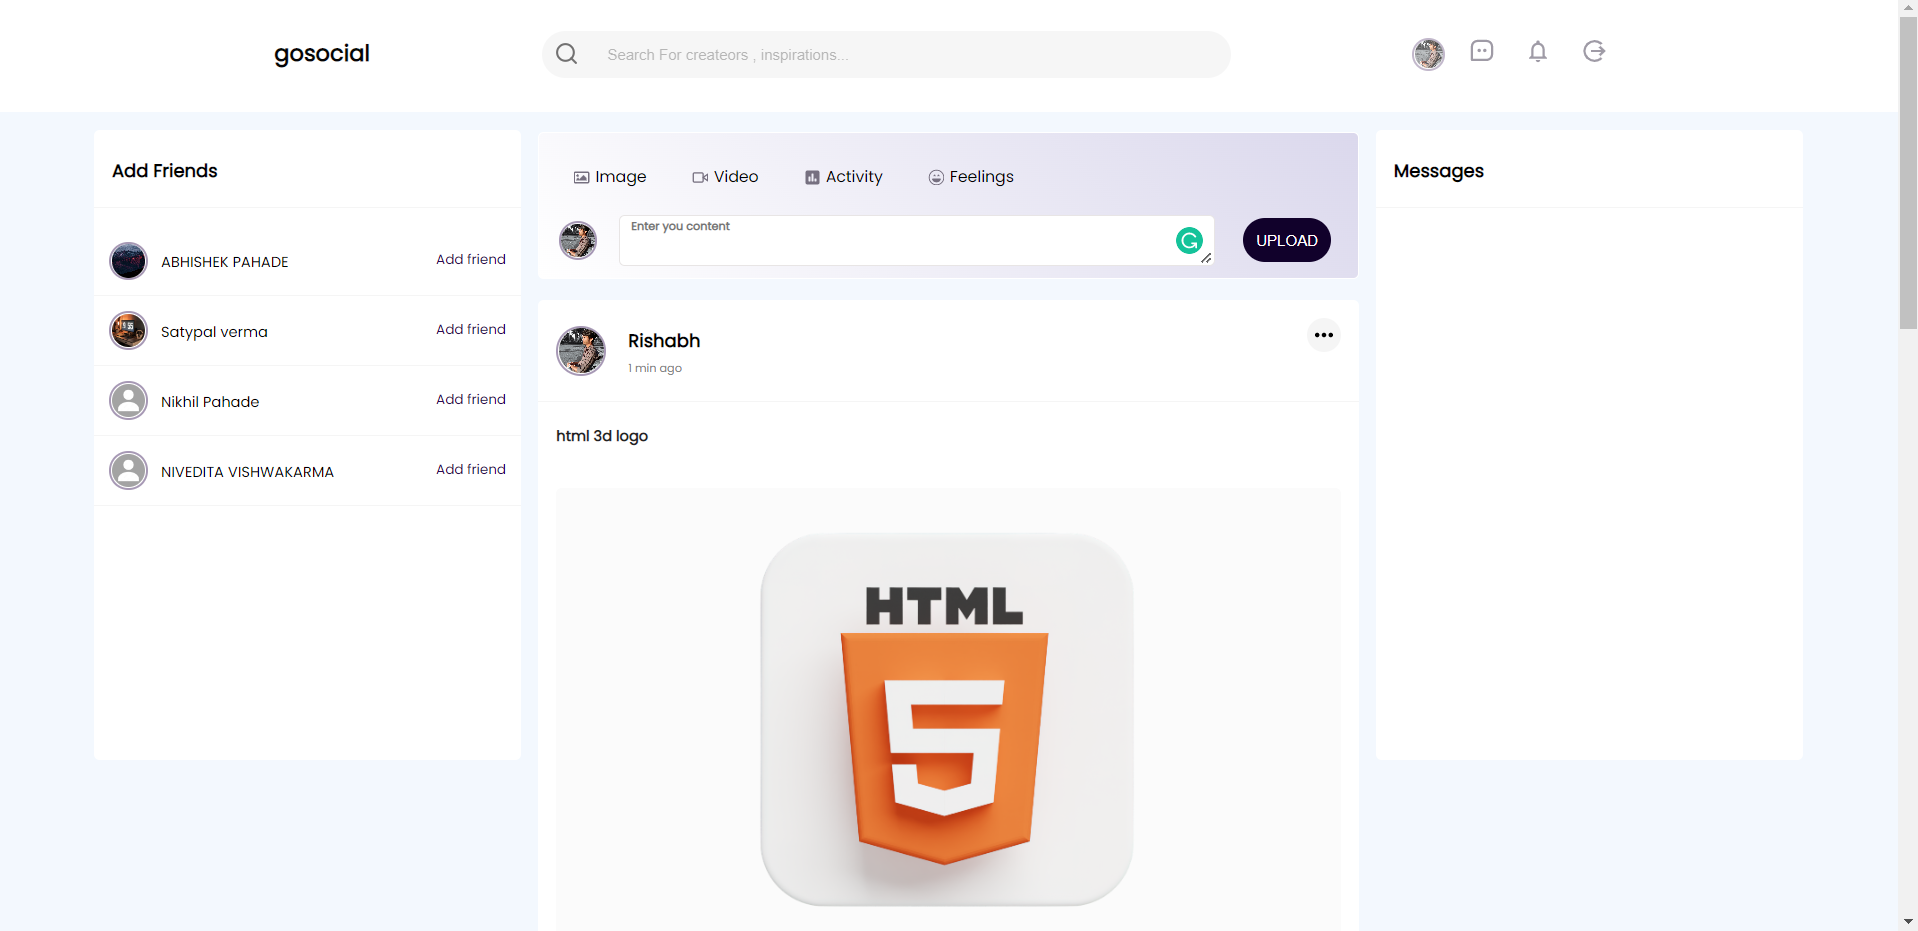 gosocial
Search For createors , inspirations...
Add Friends
ABHISHEK PAHADE
Add friend
Satypal verma
Add friend
Nikhil Pahade
Add friend
NIVEDITA VISHWAKARMA
Add friend
Image
Video
Activity
Feelings
Enter you content
UPLOAD
Rishabh
1 min ago
html 3d logo
HTML
5
Messages